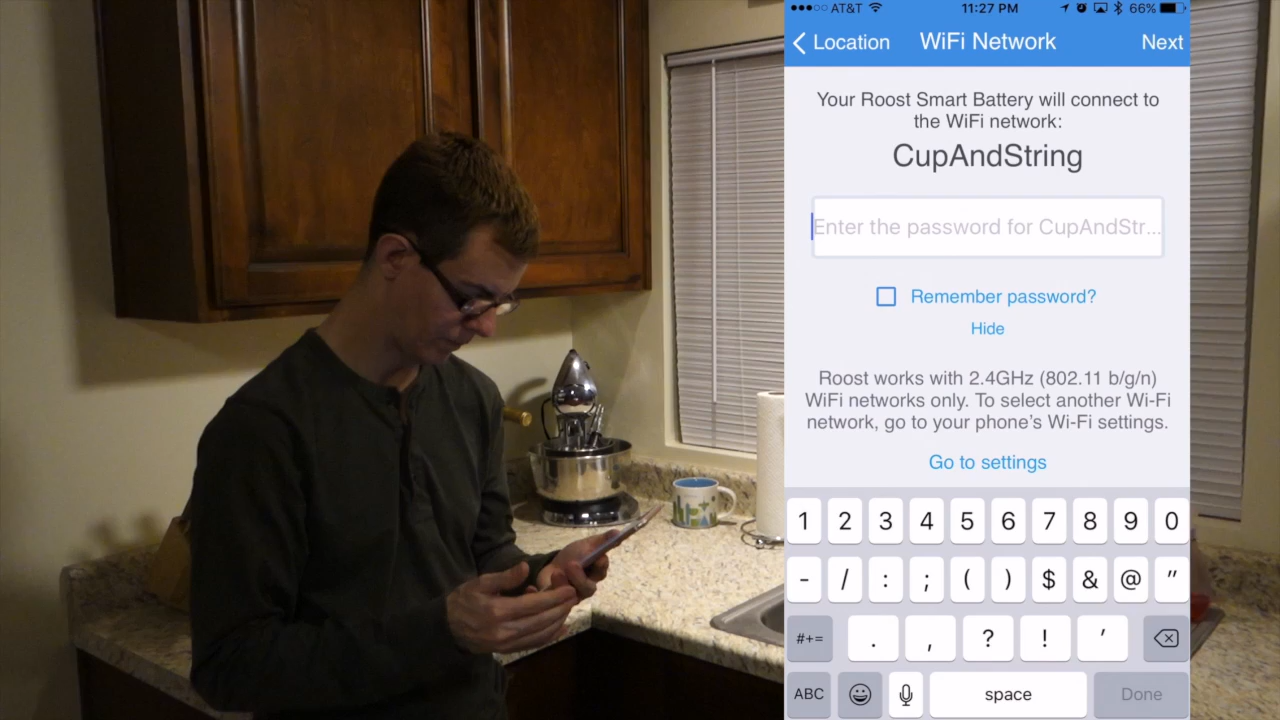 ●●●○○ AT&T 11:27 PM 66%
Location WiFi Network Next
Your Roost Smart Battery will connect to
the WiFi network:
CupAndString
Enter the password for CupAndStr...
Remember password?
Hide
Roost works with 2.4GHz (802.11 b/g/n)
WiFi networks only. To select another Wi-Fi
network, go to your phone's Wi-Fi settings.
Go to settings
1 2 3 4 5 6 7 8 9 0
- / : ; ( ) $ & @ "
#+= . , ? ! '
ABC space Done